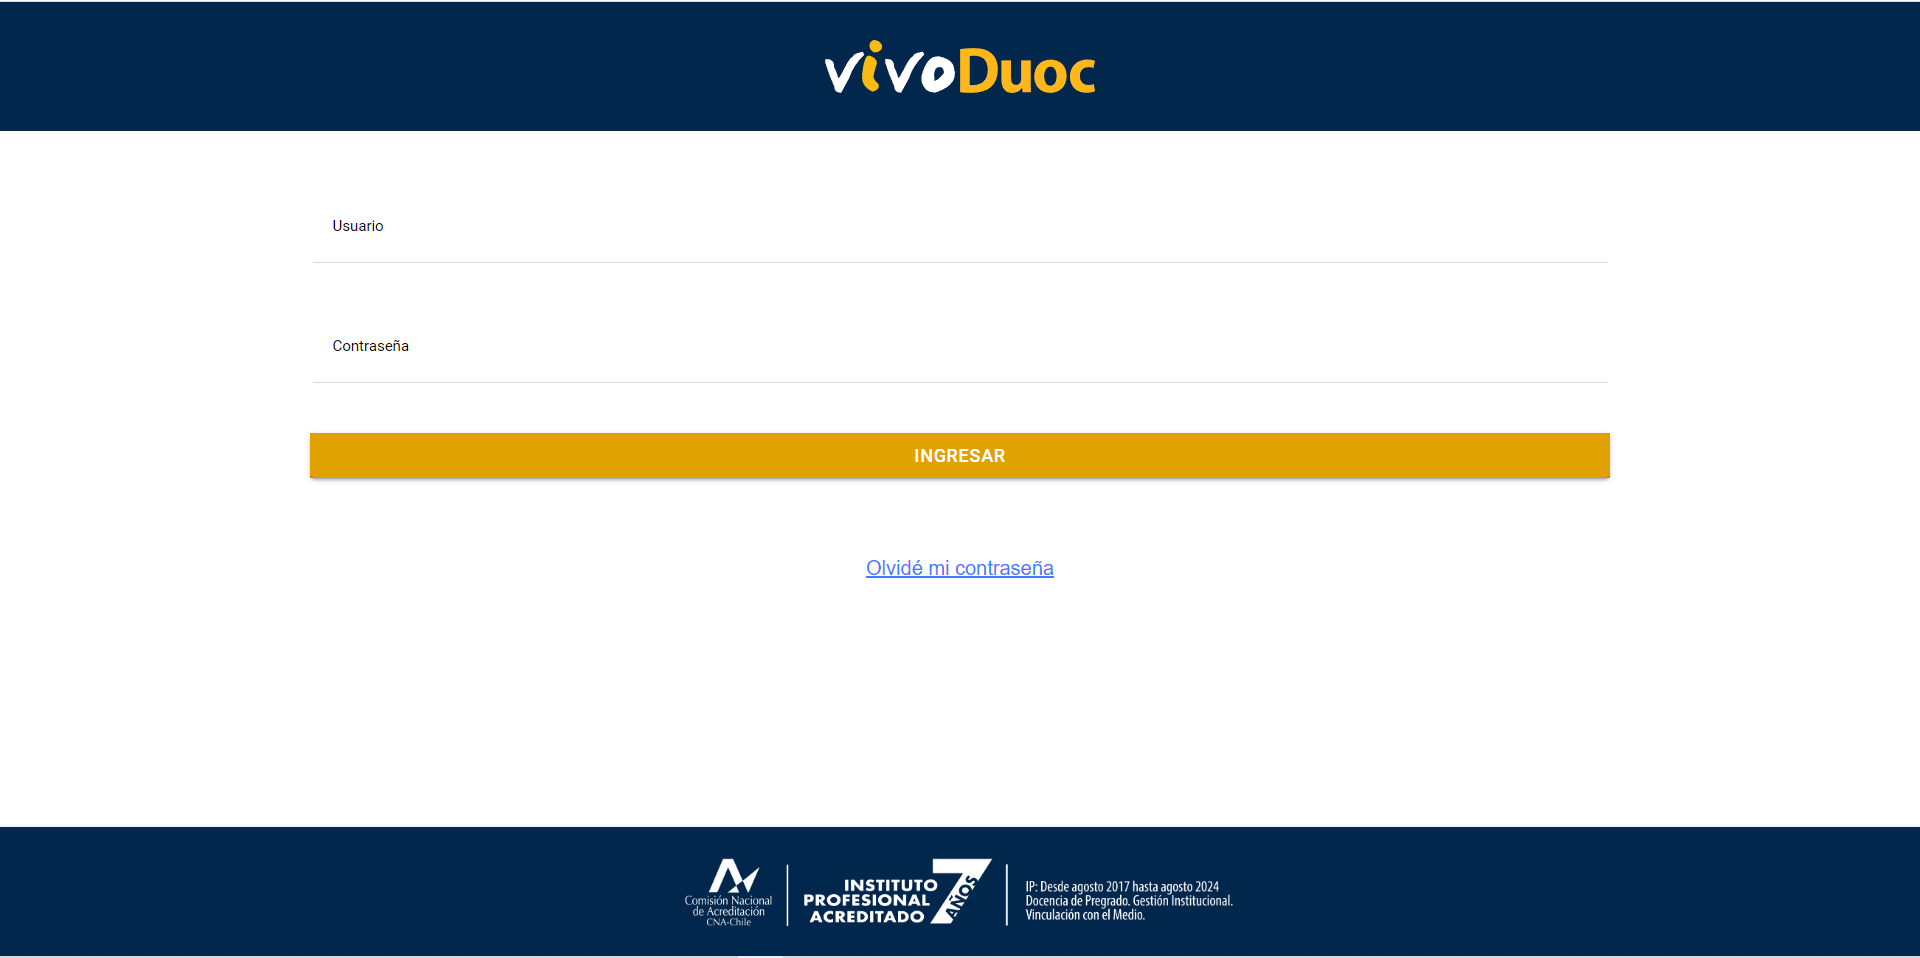 vivoDuoc
Usuario
Contraseña
INGRESAR
Olvidé mi contraseña
Comisión Nacional
de Acreditación
CNA-Chile
INSTITUTO
PROFESIONAL
ACREDITADO
7 AÑOS
IP: Desde agosto 2017 hasta agosto 2024
Docencia de Pregrado. Gestión Institucional.
Vinculación con el Medio.